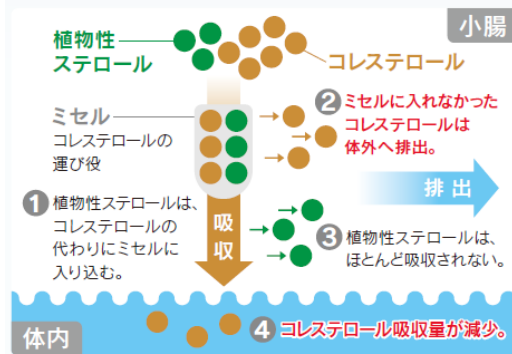 小腸
植物性
ステロール
コレステロール
ミセル
コレステロールの
運び役
2 ミセルに入れなかった
コレステロールは
体外へ排出。
排出
1 植物性ステロールは、
コレステロールの
代わりにミセルに
入り込む。
吸収
3 植物性ステロールは、
ほとんど吸収されない。
体内
4 コレステロール吸収量が減少。